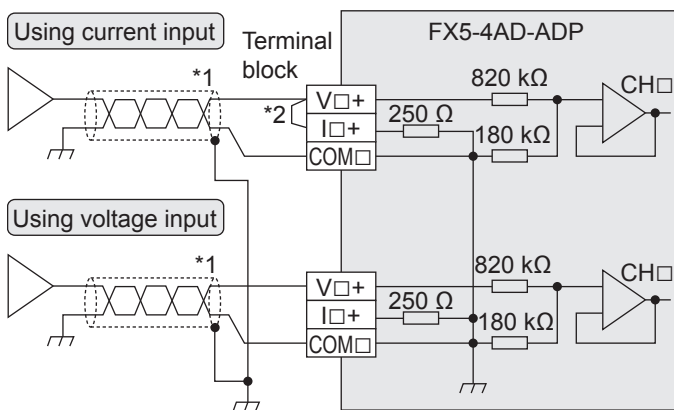 Using current input
Terminal
block
FX5-4AD-ADP
*1
*2
V□+
I□+
COM□
250 Ω
820 kΩ
180 kΩ
CH□
Using voltage input
*1
V□+
I□+
COM□
250 Ω
820 kΩ
180 kΩ
CH□